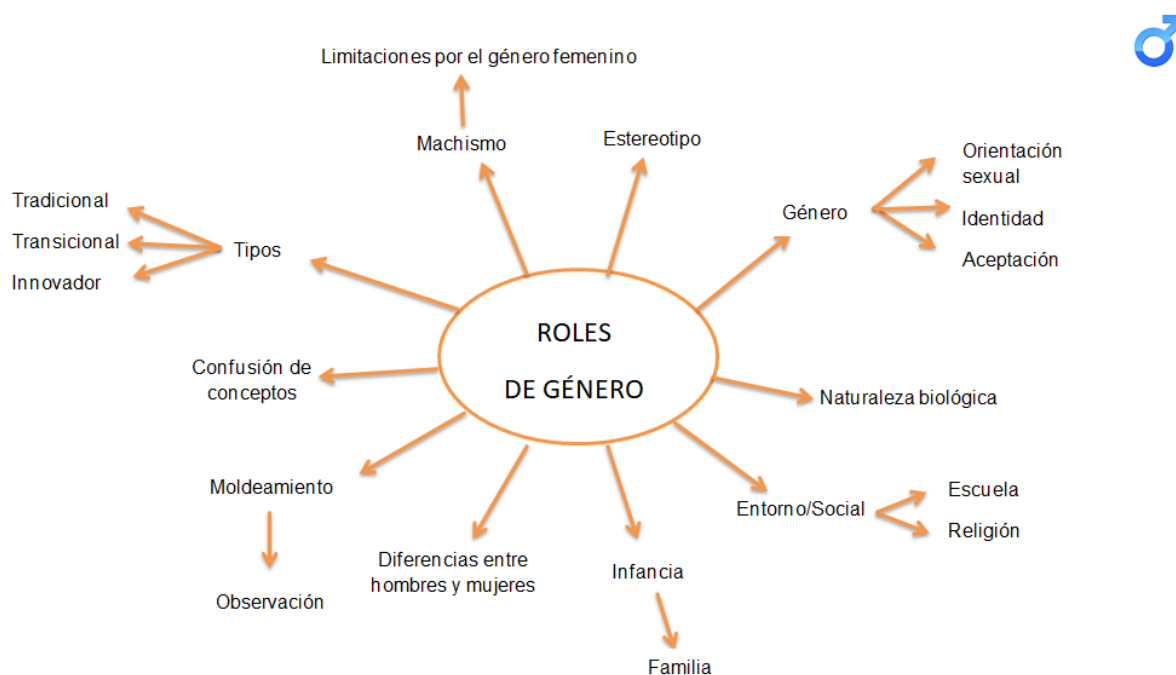 Limitaciones por el género femenino
Machismo
Estereotipo
Orientación
sexual
Género
Identidad
Aceptación
Tradicional
Transicional
Innovador
Tipos
ROLES
DE GÉNERO
Confusión de
conceptos
Naturaleza biológica
Moldeamiento
Observación
Diferencias entre
hombres y mujeres
Infancia
Familia
Entorno/Social
Escuela
Religión